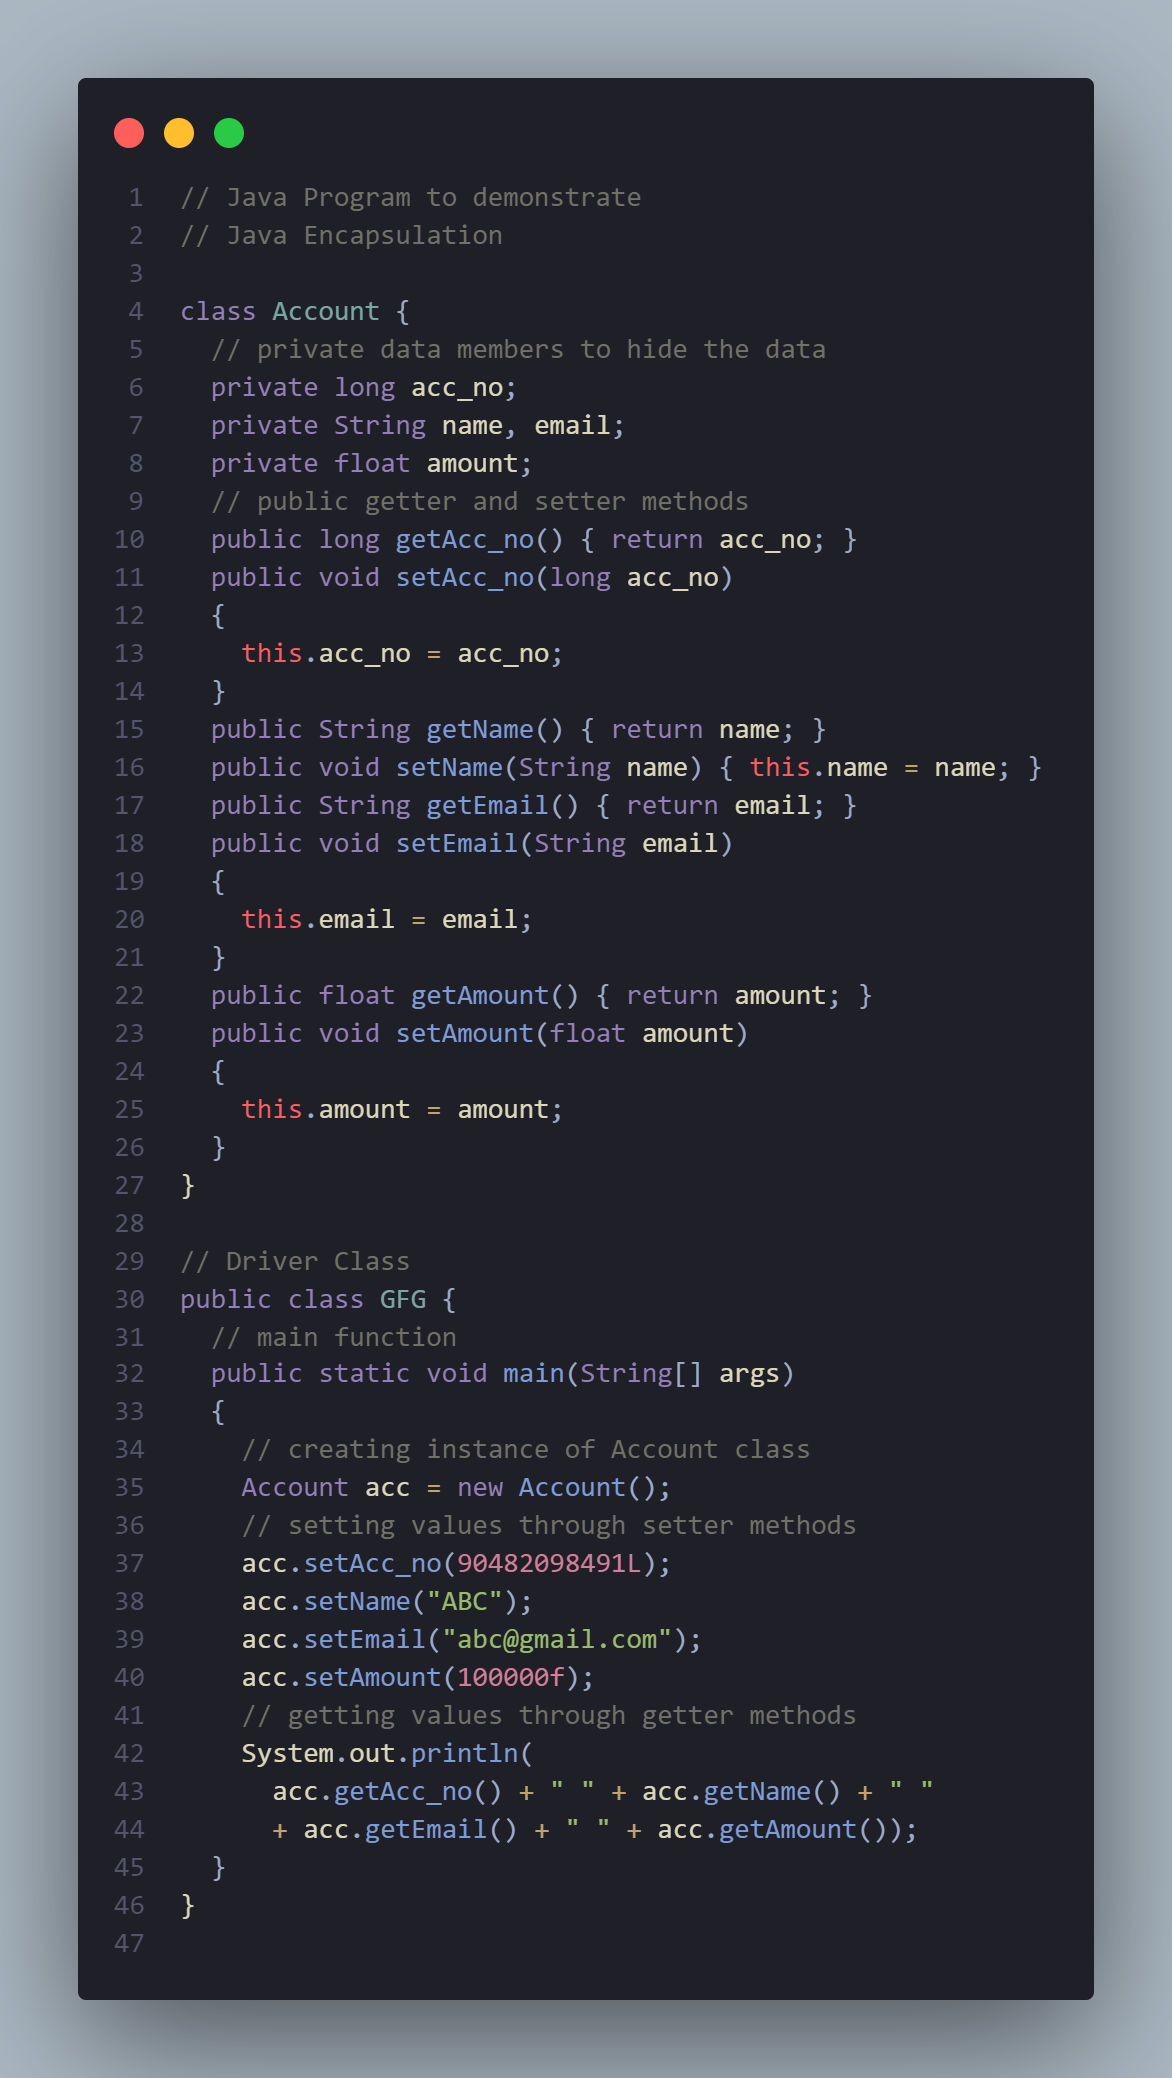 1 // Java Program to demonstrate
2 // Java Encapsulation
3
4 class Account {
5   // private data members to hide the data
6   private long acc_no;
7   private String name, email;
8   private float amount;
9   // public getter and setter methods
10   public long getAcc_no() { return acc_no; }
11   public void setAcc_no(long acc_no)
12   {
13     this.acc_no = acc_no;
14   }
15   public String getName() { return name; }
16   public void setName(String name) { this.name = name; }
17   public String getEmail() { return email; }
18   public void setEmail(String email)
19   {
20     this.email = email;
21   }
22   public float getAmount() { return amount; }
23   public void setAmount(float amount)
24   {
25     this.amount = amount;
26   }
27 }
28
29 // Driver Class
30 public class GFG {
31   // main function
32   public static void main(String[] args)
33   {
34     // creating instance of Account class
35     Account acc = new Account();
36     // setting values through setter methods
37     acc.setAcc_no(90482098491L);
38     acc.setName("ABC");
39     acc.setEmail("abc@gmail.com");
40     acc.setAmount(100000f);
41     // getting values through getter methods
42     System.out.println(
43       acc.getAcc_no() + " " + acc.getName() + " "
44       + acc.getEmail() + " " + acc.getAmount());
45   }
46 }
47